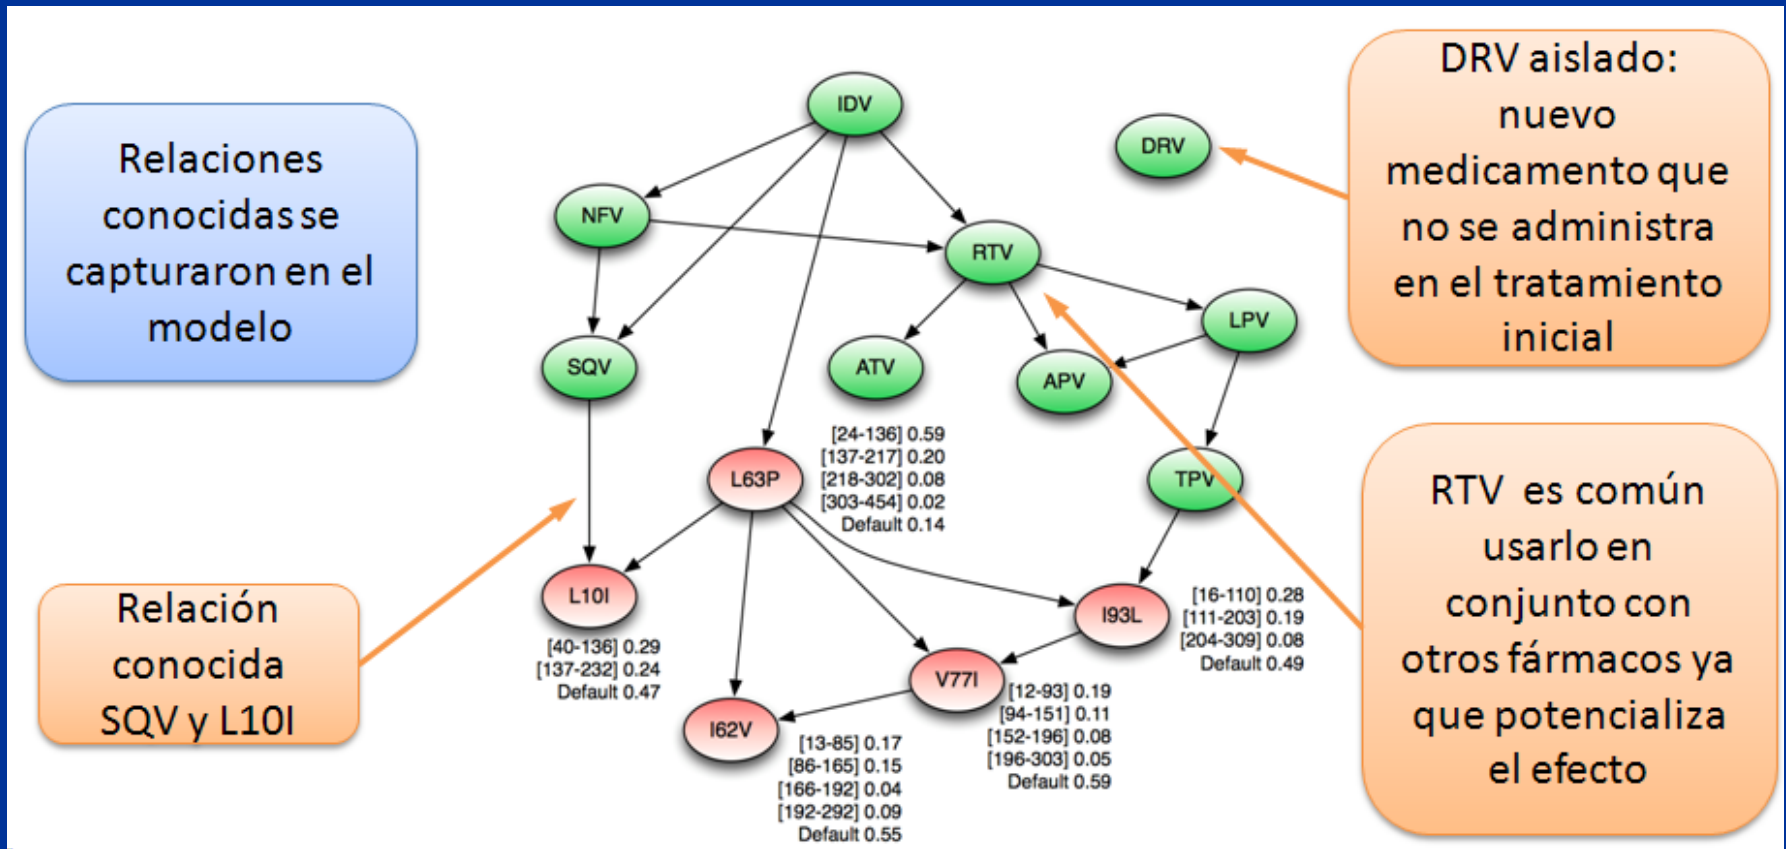 Relaciones
conocidas se
capturaron en el
modelo
Relación
conocida
SQV y L10I
IDV
DRV
NFV
RTV
LPV
SQV
ATV
APV
L63P
TPV
[24-136] 0.59
[137-217] 0.20
[218-302] 0.08
[303-454] 0.02
Default 0.14
L10I
[40-136] 0.29
[137-232] 0.24
Default 0.47
I93L
[16-110] 0.28
[111-203] 0.19
[204-309] 0.08
Default 0.49
V77I
[12-93] 0.19
[94-151] 0.11
[152-196] 0.08
[196-303] 0.05
Default 0.59
I62V
[13-85] 0.17
[86-165] 0.15
[166-192] 0.04
[192-292] 0.09
Default 0.55
DRV aislado:
nuevo
medicamento que
no se administra
en el tratamiento
inicial
RTV es común
usarlo en
conjunto con
otros fármacos ya
que potencializa
el efecto